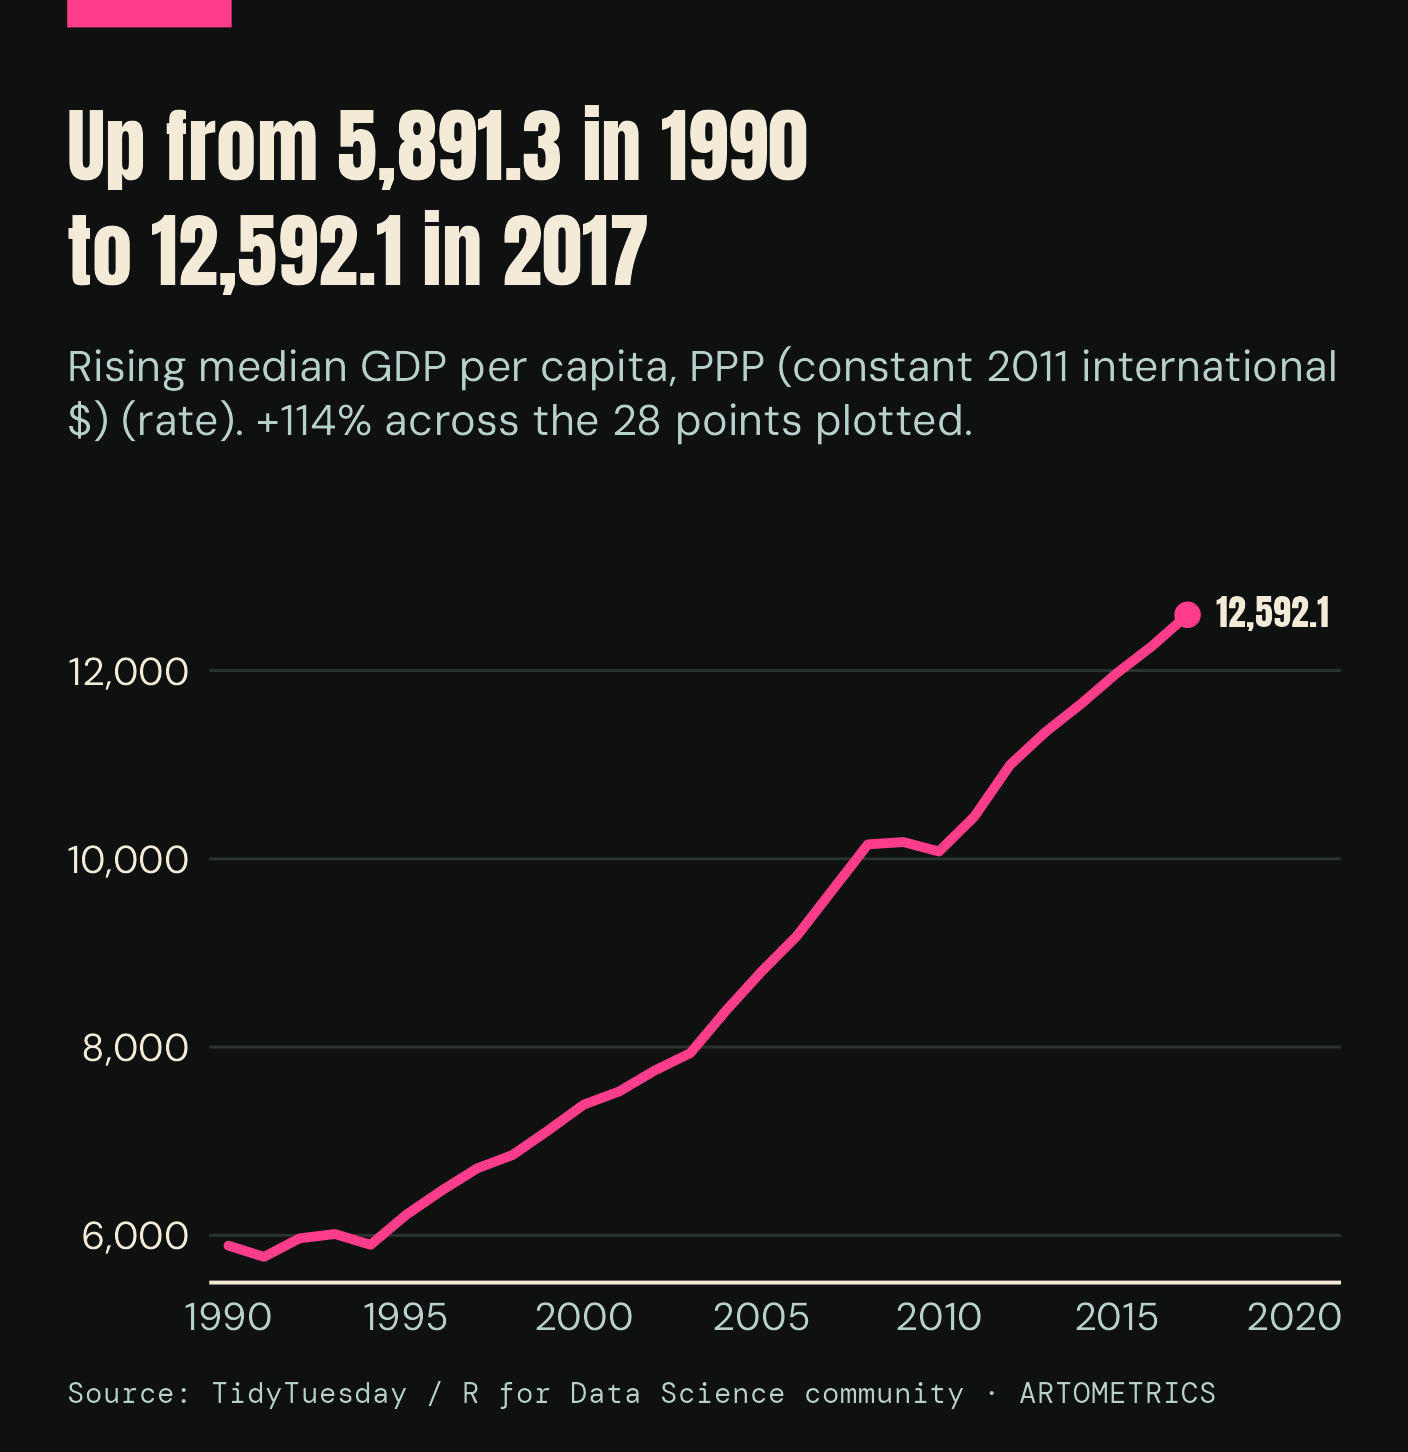 Up from 5,891.3 in 1990
to 12,592.1 in 2017
Rising median GDP per capita, PPP (constant 2011 international
$) (rate). +114% across the 28 points plotted.
12,592.1
12,000
10,000
8,000
6,000
1990 1995 2000 2005 2010 2015 2020
Source: TidyTuesday / R for Data Science community · ARTOMETRICS